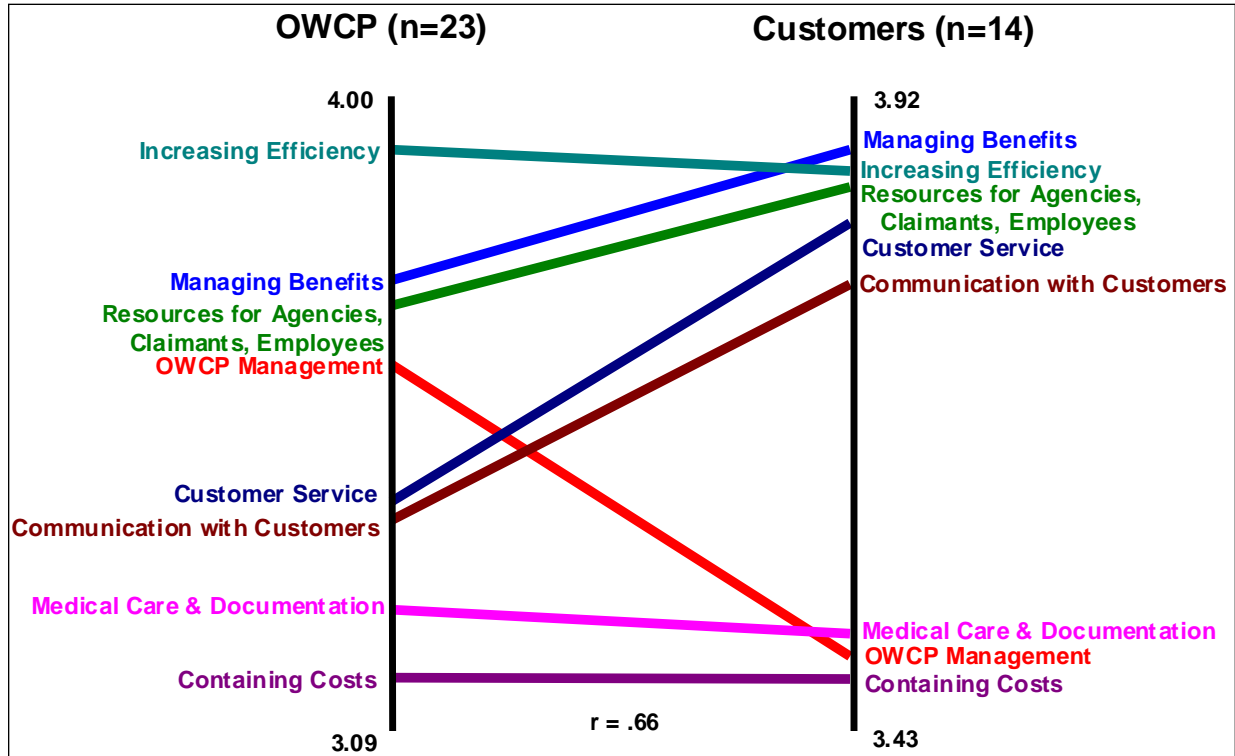 OWCP (n=23)
Customers (n=14)
4.00
3.92
Increasing Efficiency
Managing Benefits
Resources for Agencies,
Claimants, Employees
OWCP Management
Customer Service
Communication with Customers
Medical Care & Documentation
Containing Costs
3.09
Managing Benefits
Increasing Efficiency
Resources for Agencies,
Claimants, Employees
Customer Service
Communication with Customers
Medical Care & Documentation
OWCP Management
Containing Costs
3.43
r = .66